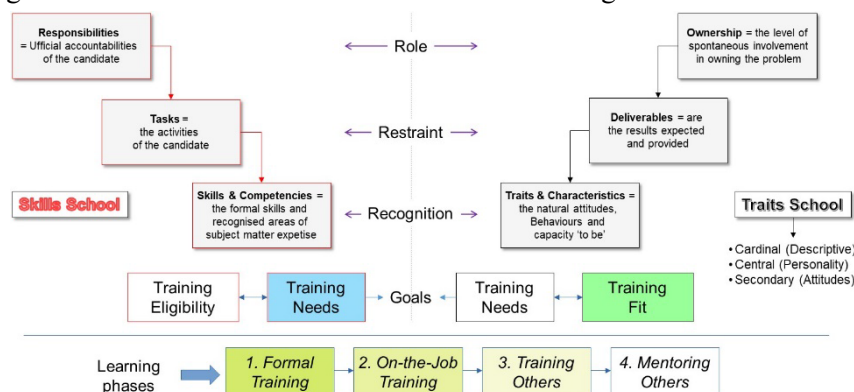 Responsibilities
= Ufficial accountabilities
of the candidate
Role
Ownership = the level of
spontaneous involvement
in owning the problem
Tasks =
the activities
of the candidate
Restraint
Deliverables = are
the results expected
and provided
Skills School
Skills & Competencies =
the formal skills and
recognised areas of
subject matter expetise
Recognition
Traits & Characteristics =
the natural attitudes,
Behaviours and
capacity 'to be'
Traits School
• Cardinal (Descriptive)
• Central (Personality)
• Secondary (Attitudes)
Training
Eligibility
Training
Needs
Goals
Training
Needs
Training
Fit
Learning
phases
1. Formal
Training
2. On-the-Job
Training
3. Training
Others
4. Mentoring
Others